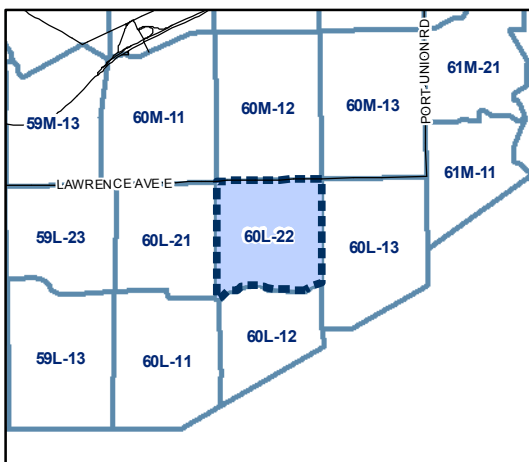 PORT UNION RD
61M-21
59M-13
60M-11
60M-12
60M-13
61M-11
LAWRENCE AVE E
59L-23
60L-21
60L-22
60L-13
59L-13
60L-11
60L-12